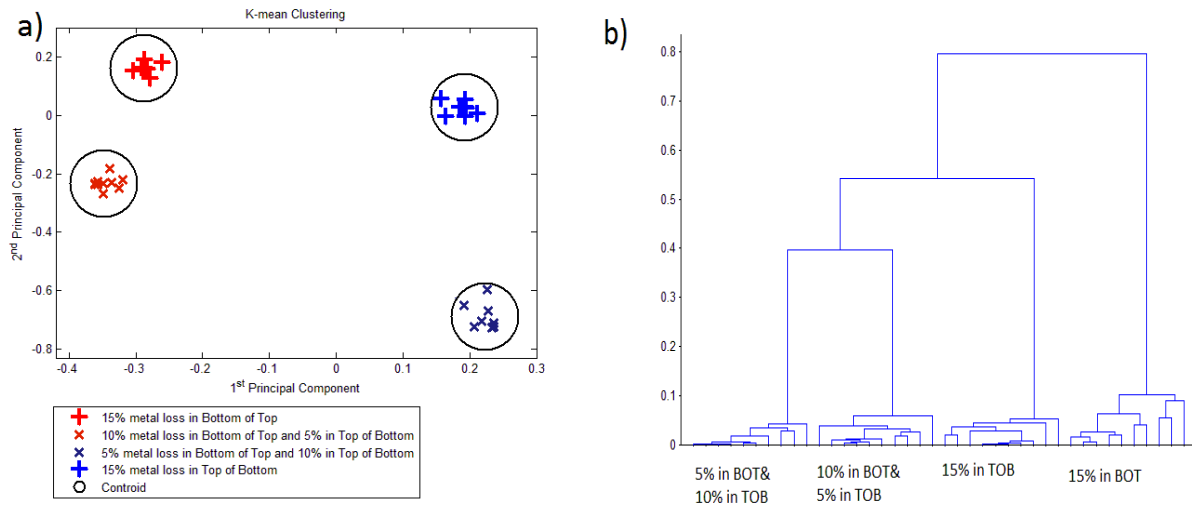 a)
K-mean Clustering
0.2
0
-0.2
-0.4
-0.6
-0.8
2nd Principal Component
-0.4
-0.3
-0.2
-0.1
0
0.1
0.2
0.3
1st Principal Component
15% metal loss in Bottom of Top
10% metal loss in Bottom of Top and 5% in Top of Bottom
5% metal loss in Bottom of Top and 10% in Top of Bottom
15% metal loss in Top of Bottom
Controid
b)
0.8
0.7
0.6
0.5
0.4
0.3
0.2
0.1
0
5% in BOT&
10% in TOB
10% in BOT&
5% in TOB
15% in TOB
15% in BOT